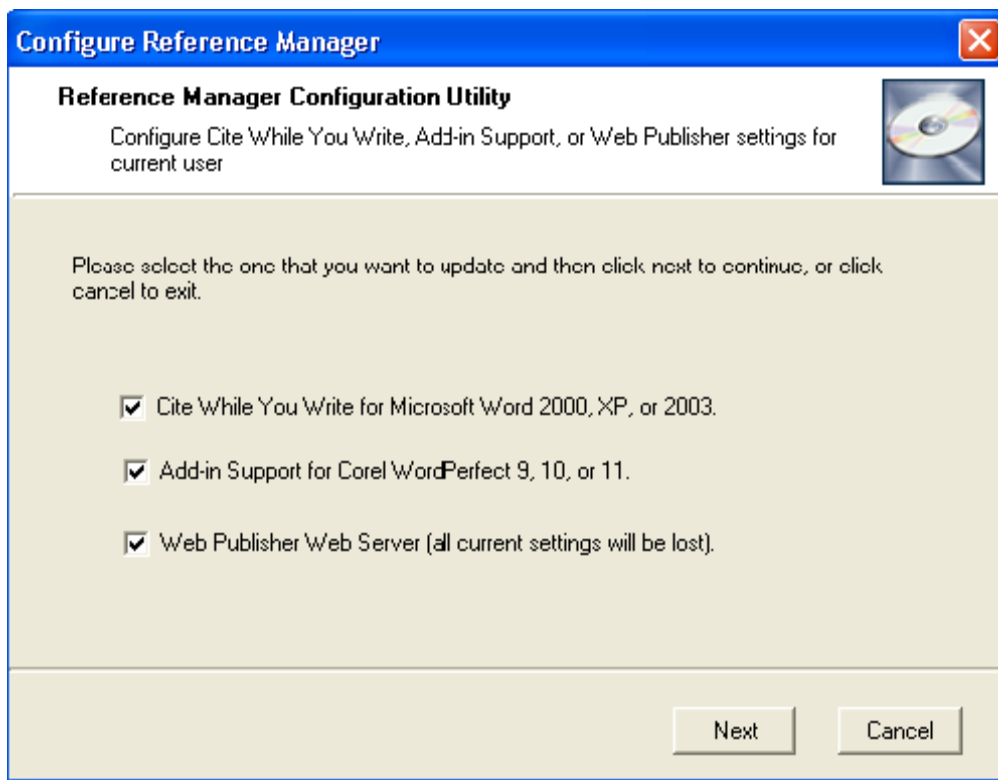 Configure Reference Manager
Reference Manager Configuration Utility
Configure Cite While You Write, Add-in Support, or Web Publisher settings for
current user
Please select the one that you want to update and then click next to continue, or click
cancel to exit.
Cite While You Write for Microsoft Word 2000, XP, or 2003.
Add-in Support for Corel WordPerfect 9, 10, or 11.
Web Publisher Web Server (all current settings will be lost).
Next
Cancel